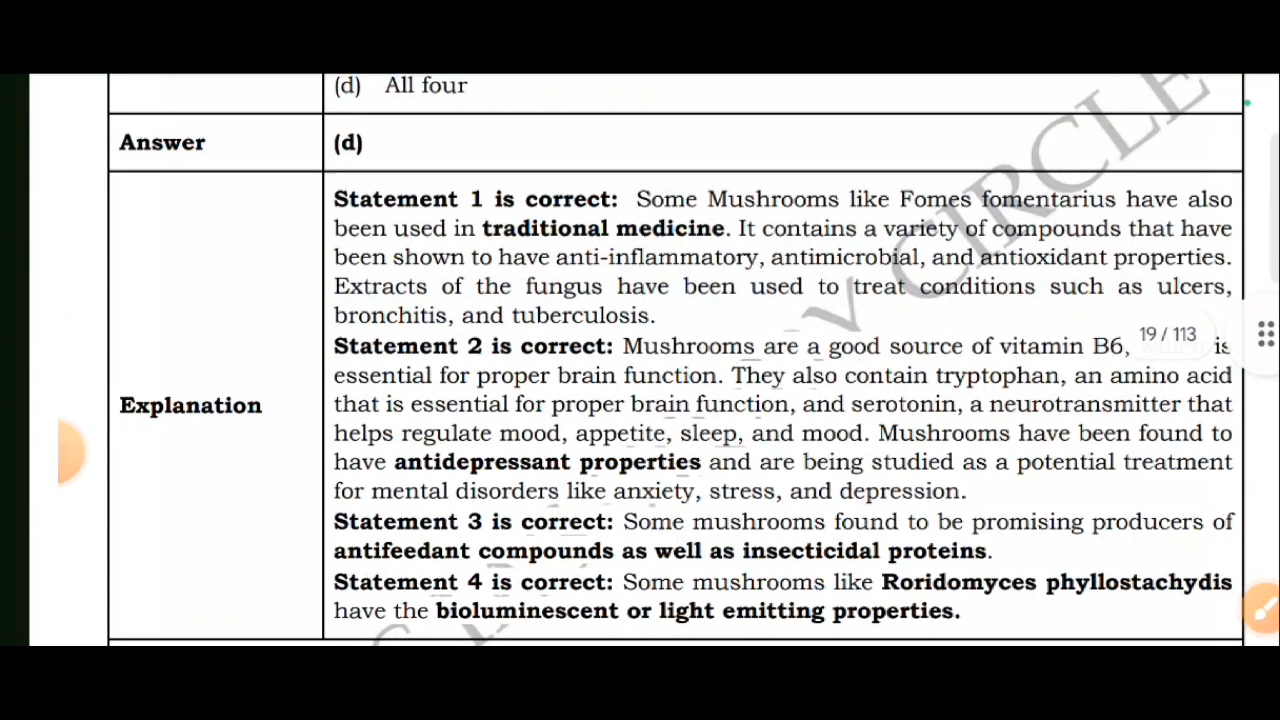 (d) All four
Answer
(d)
Explanation
Statement 1 is correct: Some Mushrooms like Fomes fomentarius have also
been used in traditional medicine. It contains a variety of compounds that have
been shown to have anti-inflammatory, antimicrobial, and antioxidant properties.
Extracts of the fungus have been used to treat conditions such as ulcers,
bronchitis, and tuberculosis.
Statement 2 is correct: Mushrooms are a good source of vitamin B6, is
essential for proper brain function. They also contain tryptophan, an amino acid
that is essential for proper brain function, and serotonin, a neurotransmitter that
helps regulate mood, appetite, sleep, and mood. Mushrooms have been found to
have antidepressant properties and are being studied as a potential treatment
for mental disorders like anxiety, stress, and depression.
Statement 3 is correct: Some mushrooms found to be promising producers of
antifeedant compounds as well as insecticidal proteins.
Statement 4 is correct: Some mushrooms like Roridomyces phyllostachydis
have the bioluminescent or light emitting properties.
19 / 113
CIRCLE